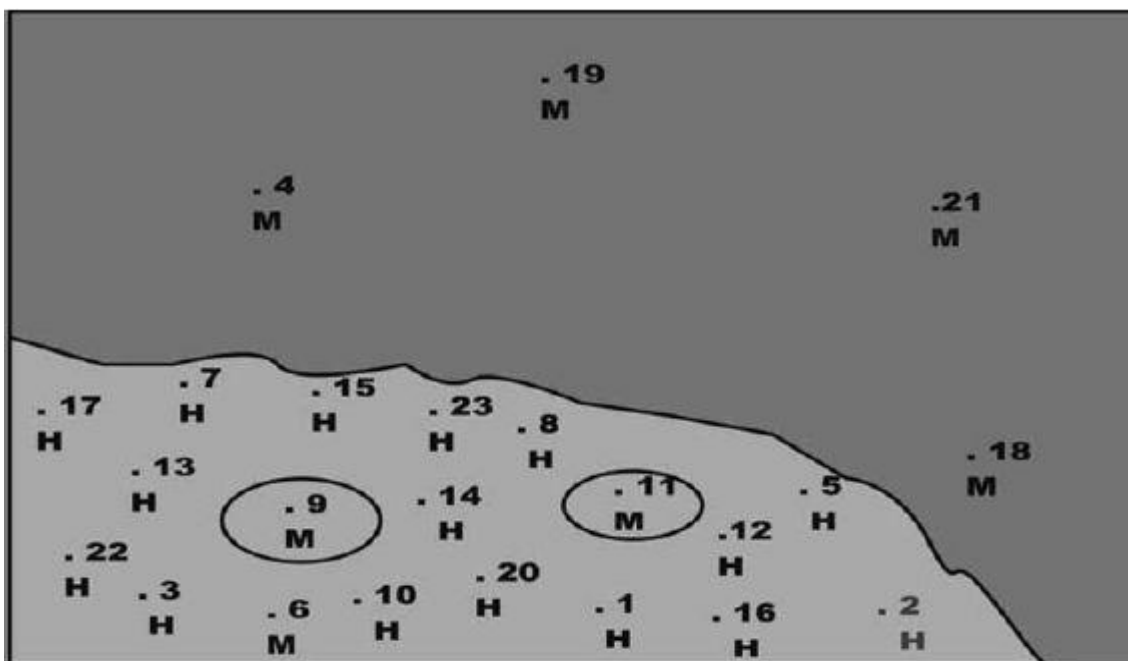 . 19
M
. 4
M
.21
M
. 7
H
. 15
H
. 17
H
. 23
H
. 8
H
. 18
M
. 13
H
. 9
M
. 14
H
. 11
M
. 5
H
.12
H
. 22
H
. 3
H
. 6
M
. 10
H
. 20
H
. 1
H
. 16
H
. 2
H